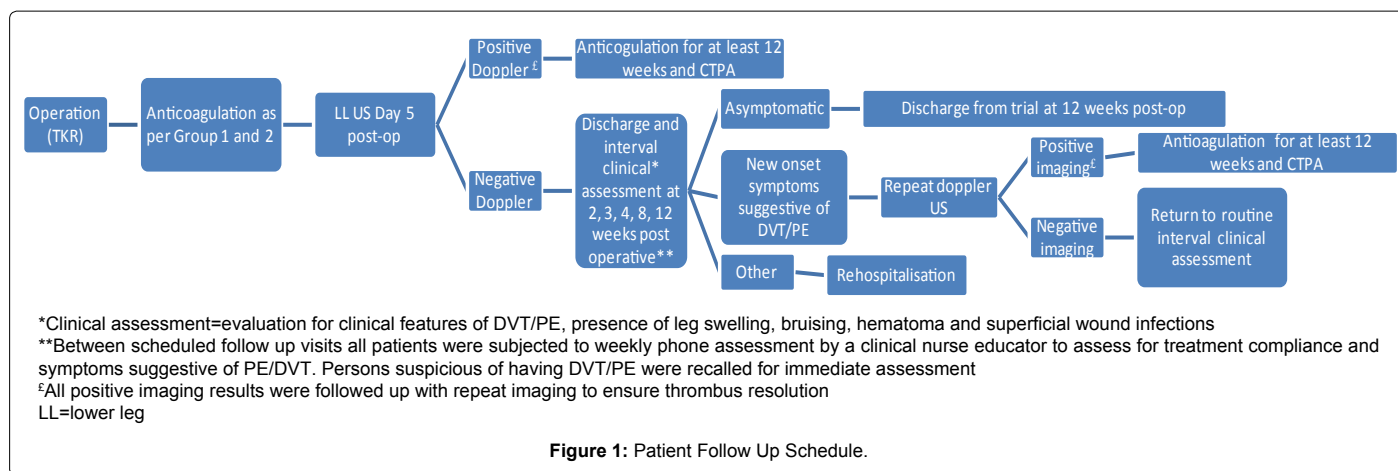 Operation
(TKR)
Anticoagulation as
per Group 1 and 2
LL US Day 5
post-op
Positive
Doppler £
Anticogulation for at least 12
weeks and CTPA
Negative
Doppler
Discharge and
interval
clinical*
assessment at
2, 3, 4, 8, 12
weeks post
operative**
Asymptomatic
Discharge from trial at 12 weeks post-op
New onset
symptoms
suggestive of
DVT/PE
Repeat doppler
US
Positive
imaging£
Antioagulation for at least 12
weeks and CTPA
Negative
imaging
Return to routine
interval clinical
assessment
Other
Rehospitalisation
*Clinical assessment=evaluation for clinical features of DVT/PE, presence of leg swelling, bruising, hematoma and superficial wound infections
**Between scheduled follow up visits all patients were subjected to weekly phone assessment by a clinical nurse educator to assess for treatment compliance and
symptoms suggestive of PE/DVT. Persons suspicious of having DVT/PE were recalled for immediate assessment
£All positive imaging results were followed up with repeat imaging to ensure thrombus resolution
LL=lower leg
Figure 1: Patient Follow Up Schedule.